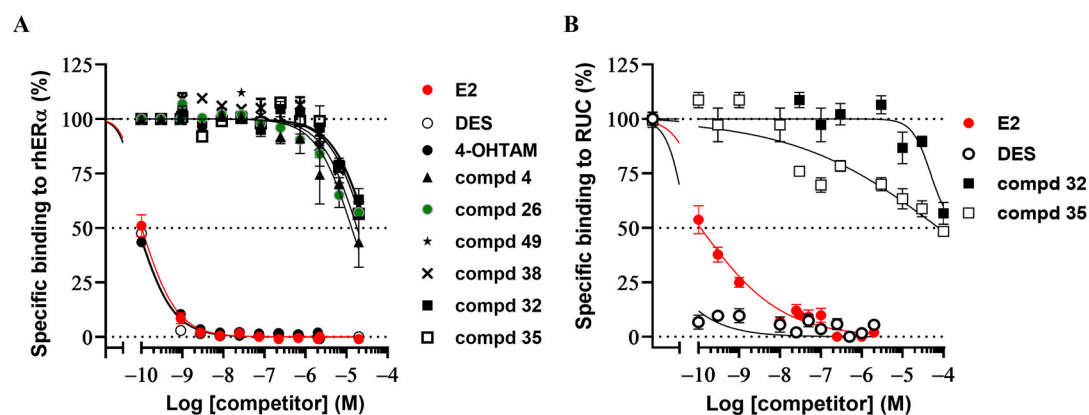 A
Specific binding to rhERα (%)
125
100
75
50
25
0
−10 −9 −8 −7 −6 −5 −4
Log [competitor] (M)
E2
DES
4-OHTAM
compd 4
compd 26
compd 49
compd 38
compd 32
compd 35
B
Specific binding to RUC (%)
125
100
75
50
25
0
−10 −9 −8 −7 −6 −5 −4
Log [competitor] (M)
E2
DES
compd 32
compd 35